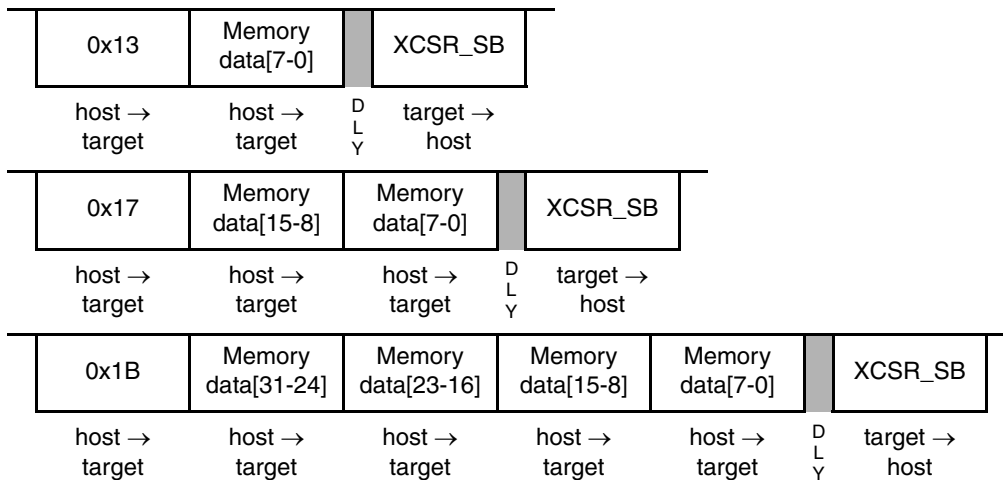 0x13 Memory data[7-0] XCSR_SB
host → target host → target D L Y target → host
0x17 Memory data[15-8] Memory data[7-0] XCSR_SB
host → target host → target host → target D L Y target → host
0x1B Memory data[31-24] Memory data[23-16] Memory data[15-8] Memory data[7-0] XCSR_SB
host → target host → target host → target host → target host → target D L Y target → host